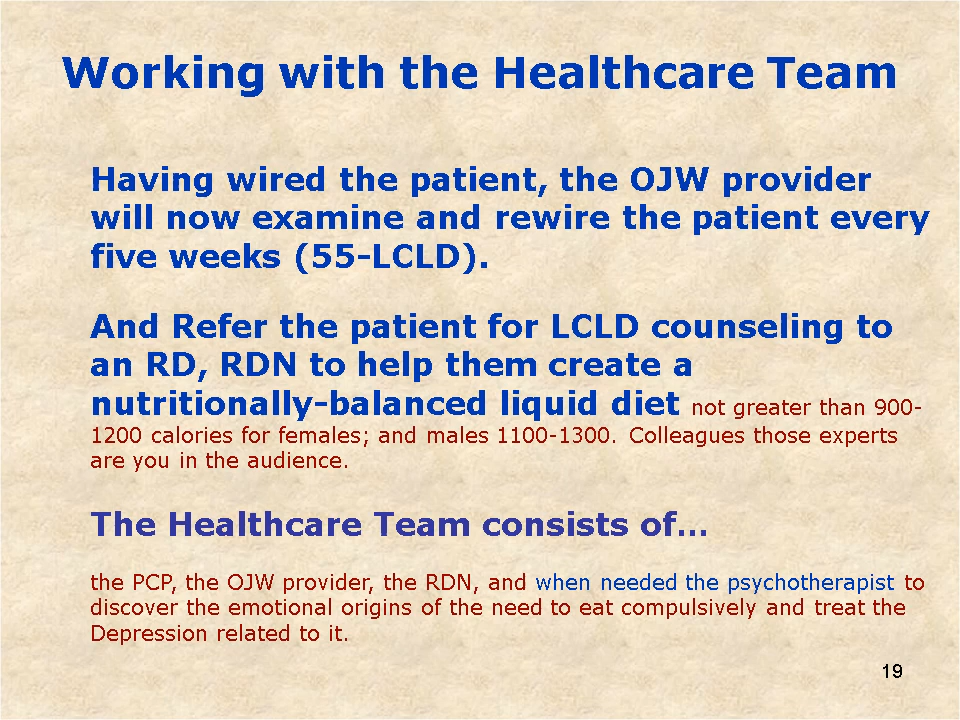 Working with the Healthcare Team
Having wired the patient, the OJW provider
will now examine and rewire the patient every
five weeks (55-LCLD).
And Refer the patient for LCLD counseling to
an RD, RDN to help them create a
nutritionally-balanced liquid diet not greater than 900-
1200 calories for females; and males 1100-1300. Colleagues those experts
are you in the audience.
The Healthcare Team consists of…
the PCP, the OJW provider, the RDN, and when needed the psychotherapist to
discover the emotional origins of the need to eat compulsively and treat the
Depression related to it.
19